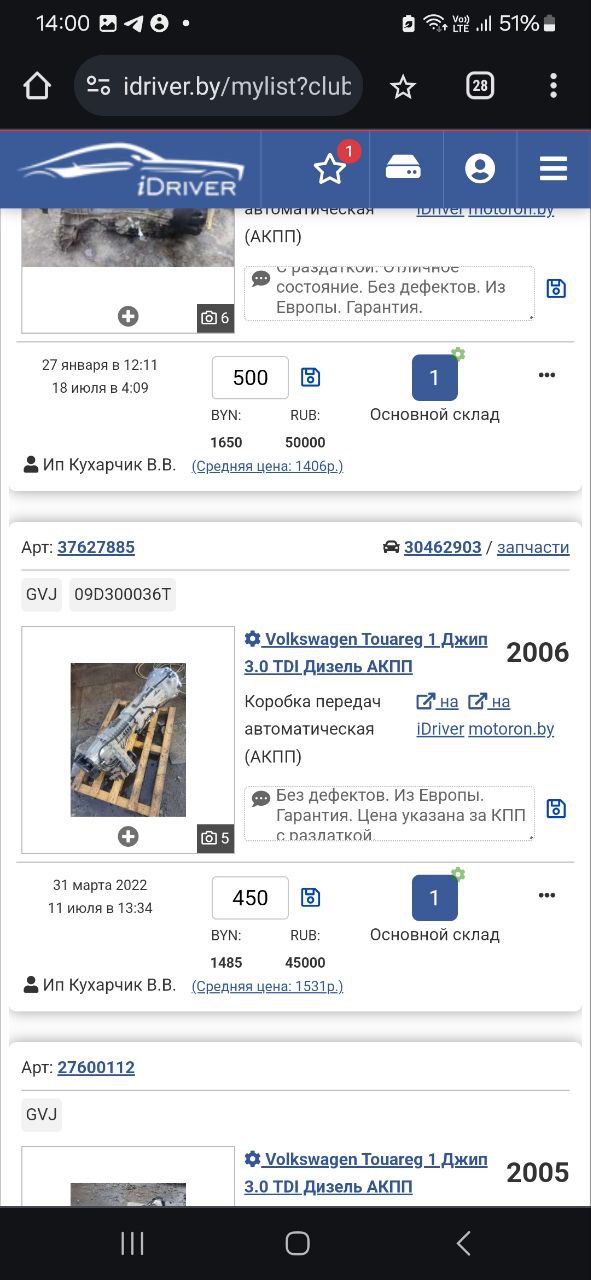 14:00
Vo)) LTE
51%
idriver.by/mylist?club
28
iDRIVER
1
автоматическая
(АКПП)
iDriver motoron.by
С раздаткой. Отличное
состояние. Без дефектов. Из
Европы. Гарантия.
6
27 января в 12:11
18 июля в 4:09
500
1
BYN:
RUB:
Основной склад
1650
50000
Ип Кухарчик В.В.
(Средняя цена: 1406р.)
Арт: 37627885
30462903 / запчасти
GVJ
09D300036T
Volkswagen Touareg 1 Джип
3.0 TDI Дизель АКПП
2006
Коробка передач
автоматическая
(АКПП)
на
iDriver
на
motoron.by
Без дефектов. Из Европы.
Гарантия. Цена указана за КПП
с раздаткой.
5
31 марта 2022
11 июля в 13:34
450
1
BYN:
RUB:
Основной склад
1485
45000
Ип Кухарчик В.В.
(Средняя цена: 1531р.)
Арт: 27600112
GVJ
Volkswagen Touareg 1 Джип
3.0 TDI Дизель АКПП
2005